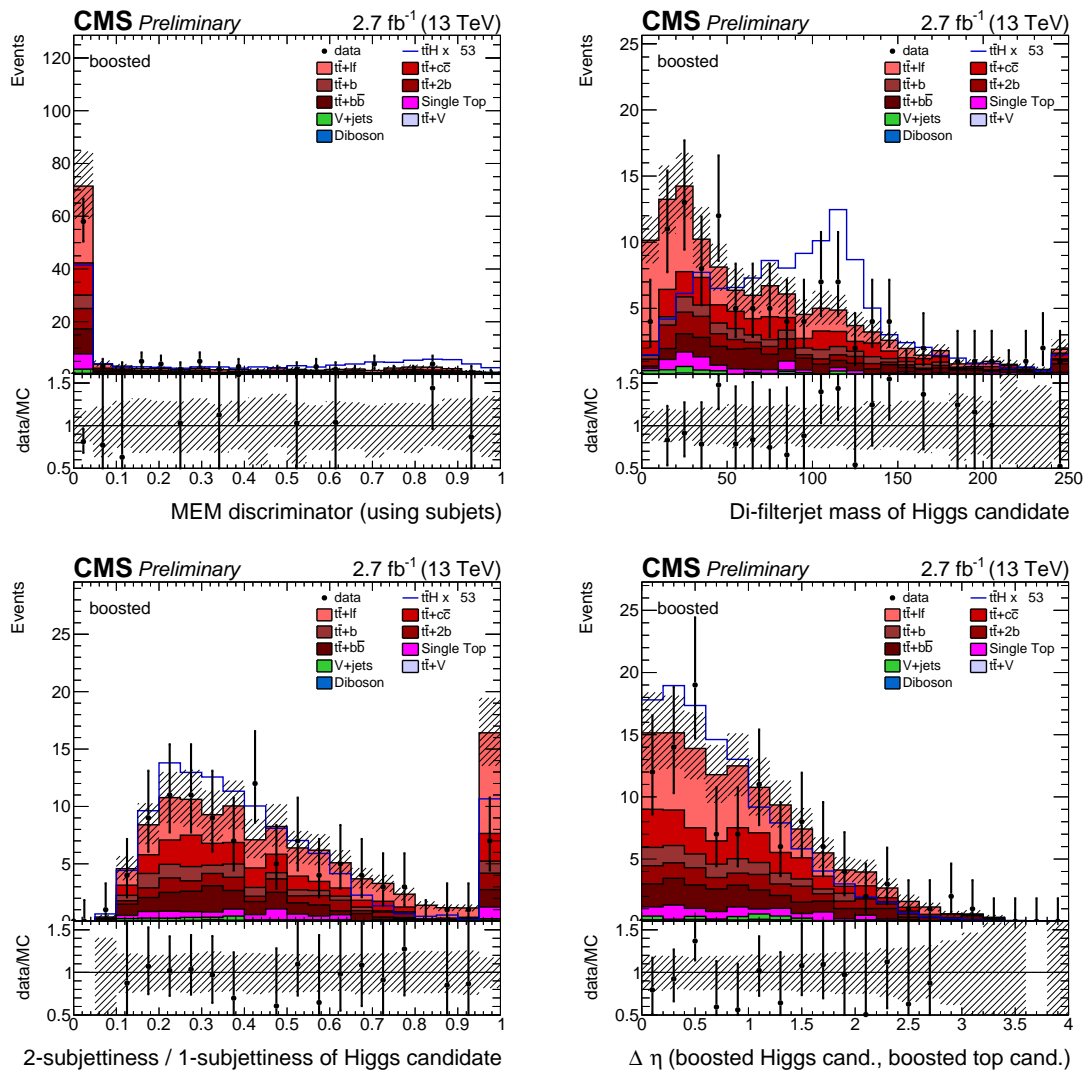 CMS Preliminary 2.7 fb⁻¹ (13 TeV)
Events
120
100
80
60
40
20
0
boosted
data tt̄H x 53
tt̄+lf tt̄+cc̄
tt̄+b tt̄+2b
tt̄+bb̄ Single Top
V+jets tt̄+V
Diboson
data/MC
1.5
1
0.5
0 0.1 0.2 0.3 0.4 0.5 0.6 0.7 0.8 0.9 1
MEM discriminator (using subjets)
CMS Preliminary 2.7 fb⁻¹ (13 TeV)
Events
25
20
15
10
5
0
boosted
data tt̄H x 53
tt̄+lf tt̄+cc̄
tt̄+b tt̄+2b
tt̄+bb̄ Single Top
V+jets tt̄+V
Diboson
data/MC
1.5
1
0.5
0 50 100 150 200 250
Di-filterjet mass of Higgs candidate
CMS Preliminary 2.7 fb⁻¹ (13 TeV)
Events
25
20
15
10
5
0
boosted
data tt̄H x 53
tt̄+lf tt̄+cc̄
tt̄+b tt̄+2b
tt̄+bb̄ Single Top
V+jets tt̄+V
Diboson
data/MC
1.5
1
0.5
0 0.1 0.2 0.3 0.4 0.5 0.6 0.7 0.8 0.9 1
2-subjettiness / 1-subjettiness of Higgs candidate
CMS Preliminary 2.7 fb⁻¹ (13 TeV)
Events
25
20
15
10
5
0
boosted
data tt̄H x 53
tt̄+lf tt̄+cc̄
tt̄+b tt̄+2b
tt̄+bb̄ Single Top
V+jets tt̄+V
Diboson
data/MC
1.5
1
0.5
0 0.5 1 1.5 2 2.5 3 3.5 4
Δ η (boosted Higgs cand., boosted top cand.)